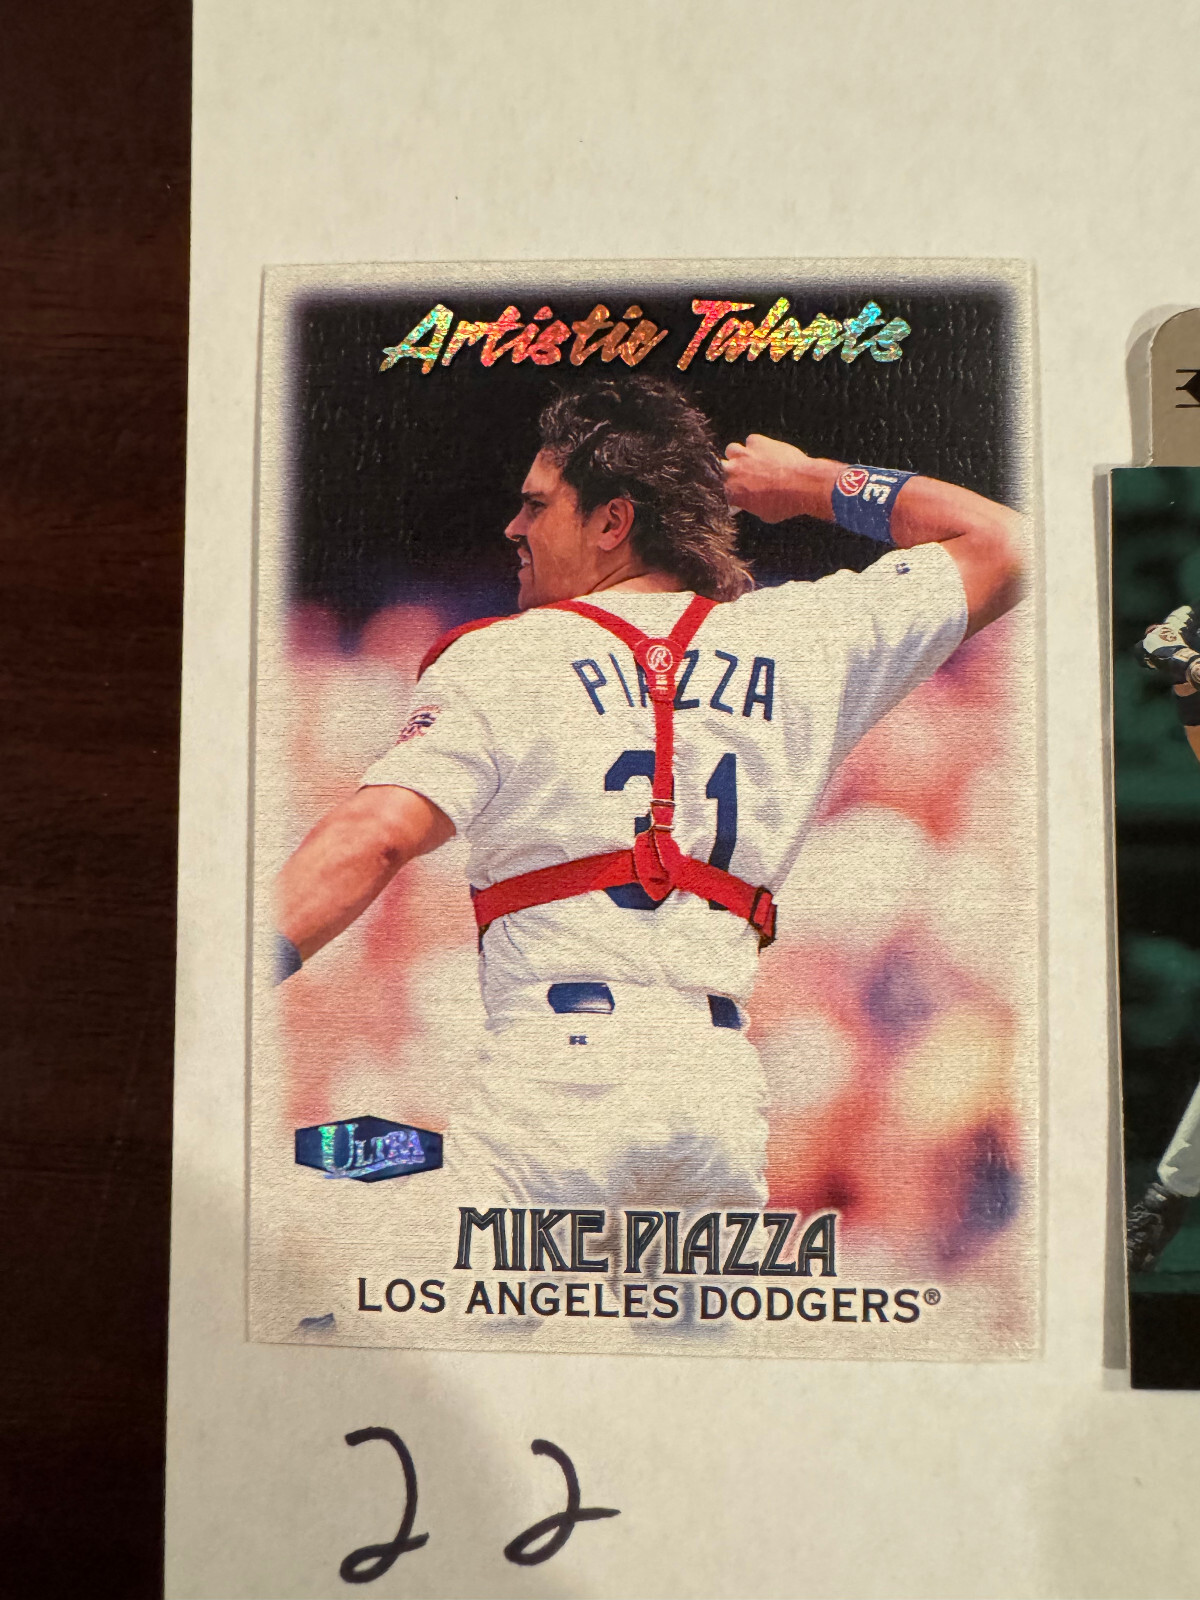 Artistic Talents
31
PIAZZA
31
ULTRA
MIKE PIAZZA
LOS ANGELES DODGERS®
22